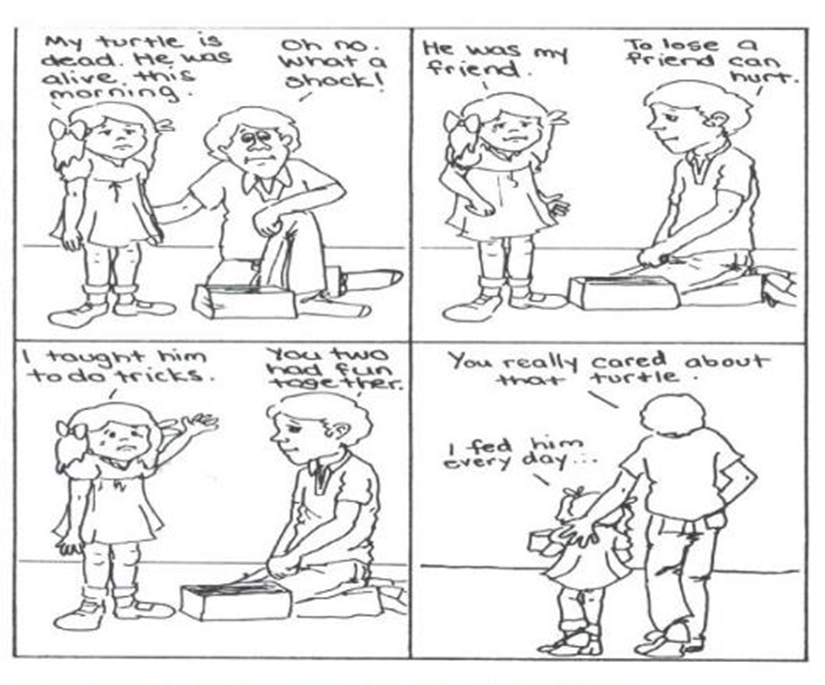 My turtle is
dead. He was
alive this
morning.
Oh no.
What a
shock!
He was my
friend.
To lose a
friend can
hurt.
I taught him
to do tricks.
You two
had fun
together.
You really cared about
that turtle.
I fed him
every day...